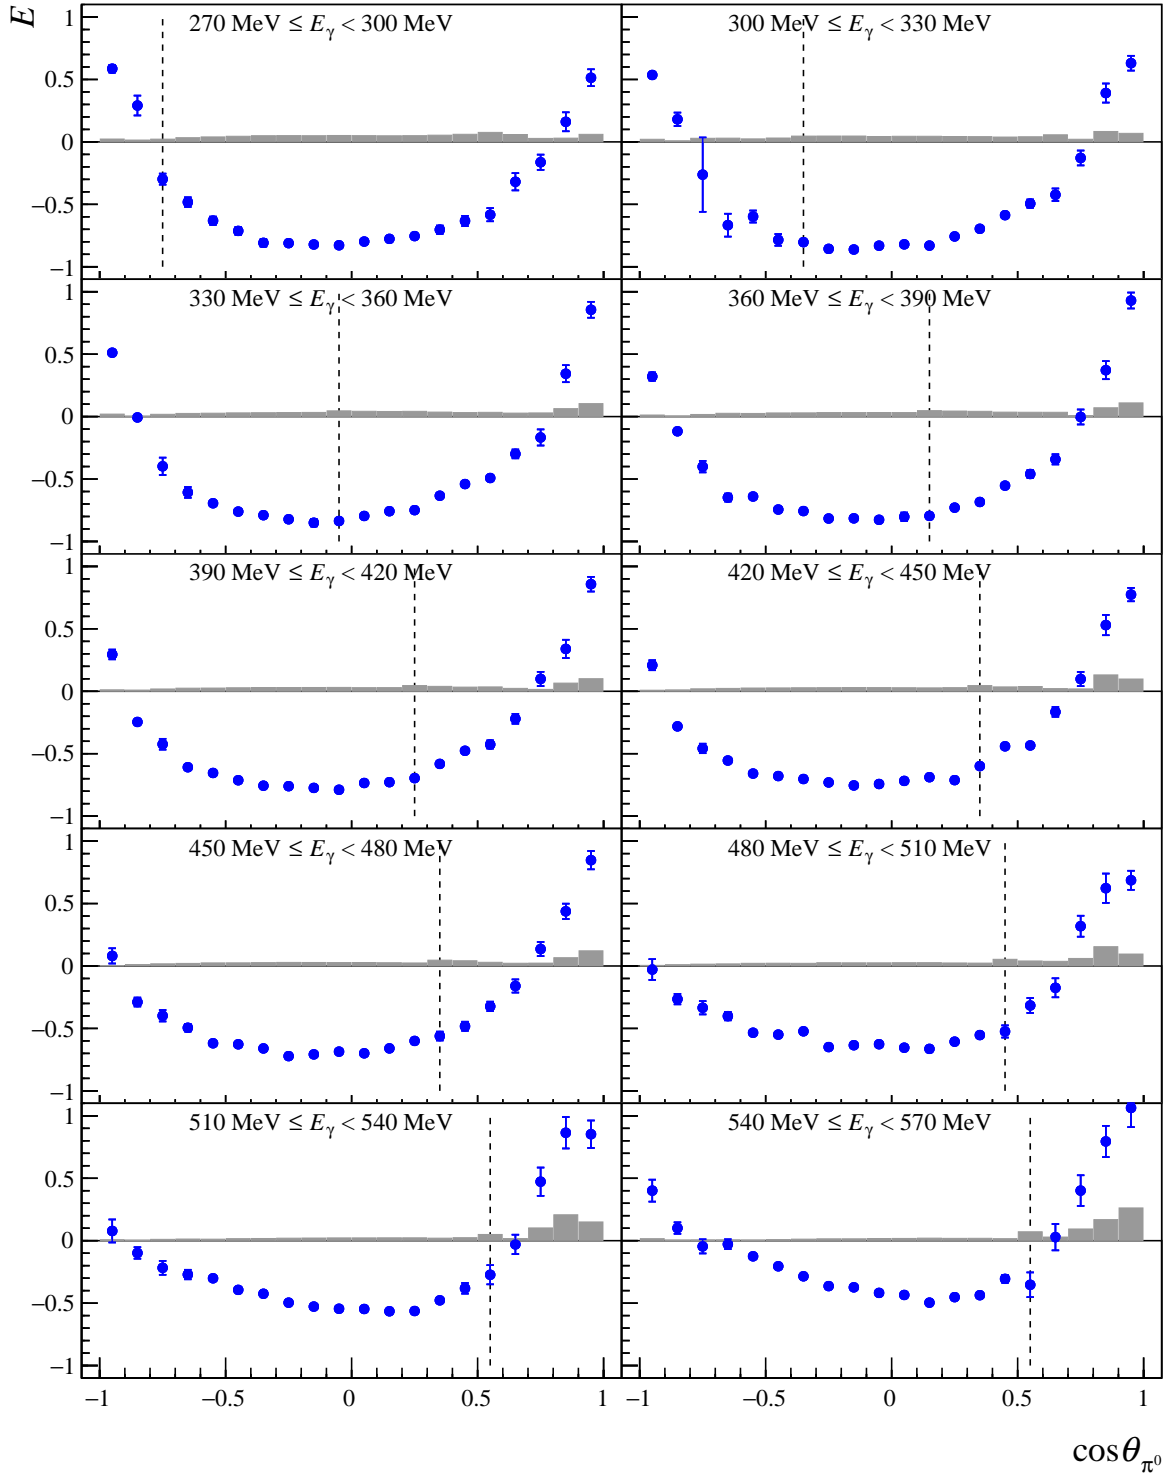 E
1
0.5
0
−0.5
−1
270 MeV ≤ Eγ < 300 MeV
300 MeV ≤ Eγ < 330 MeV
1
0.5
0
−0.5
−1
330 MeV ≤ Eγ < 360 MeV
360 MeV ≤ Eγ < 390 MeV
1
0.5
0
−0.5
−1
390 MeV ≤ Eγ < 420 MeV
420 MeV ≤ Eγ < 450 MeV
1
0.5
0
−0.5
−1
450 MeV ≤ Eγ < 480 MeV
480 MeV ≤ Eγ < 510 MeV
1
0.5
0
−0.5
−1
510 MeV ≤ Eγ < 540 MeV
540 MeV ≤ Eγ < 570 MeV
−1 −0.5 0 0.5 1 −1 −0.5 0 0.5 1
cosθπ⁰